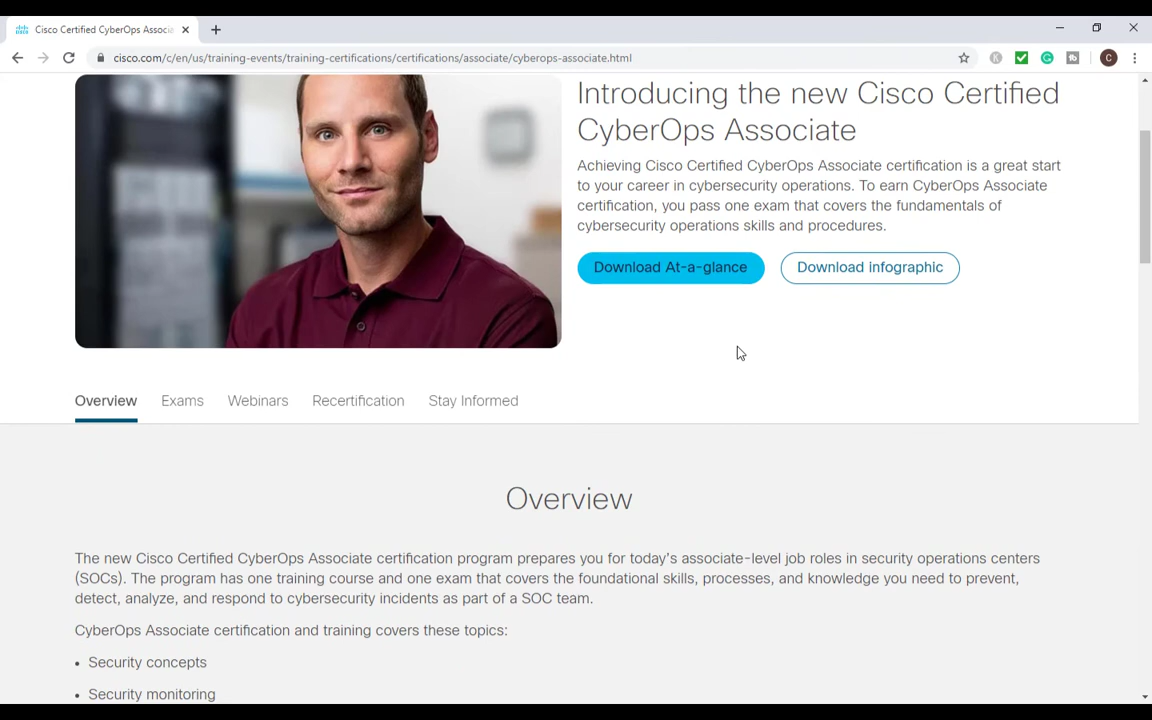 Cisco Certified CyberOps Associa
cisco.com/c/en/us/training-events/training-certifications/certifications/associate/cyberops-associate.html
C
Introducing the new Cisco Certified
CyberOps Associate
Achieving Cisco Certified CyberOps Associate certification is a great start
to your career in cybersecurity operations. To earn CyberOps Associate
certification, you pass one exam that covers the fundamentals of
cybersecurity operations skills and procedures.
Download At-a-glance
Download infographic
Overview Exams Webinars Recertification Stay Informed
Overview
The new Cisco Certified CyberOps Associate certification program prepares you for today's associate-level job roles in security operations centers
(SOCs). The program has one training course and one exam that covers the foundational skills, processes, and knowledge you need to prevent,
detect, analyze, and respond to cybersecurity incidents as part of a SOC team.
CyberOps Associate certification and training covers these topics:
• Security concepts
• Security monitoring